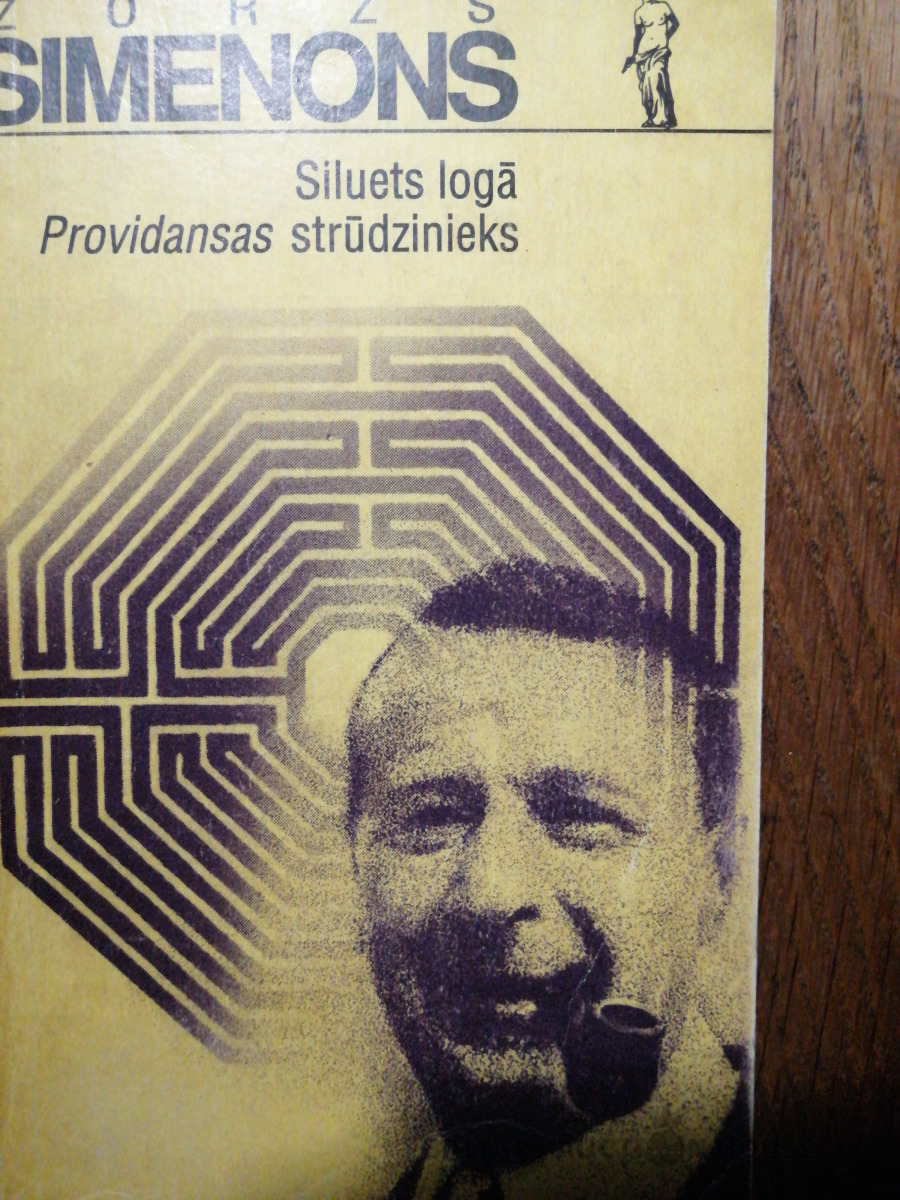 ŽORŽS
SIMENONS
Siluets logā
Providansas strūdzinieks